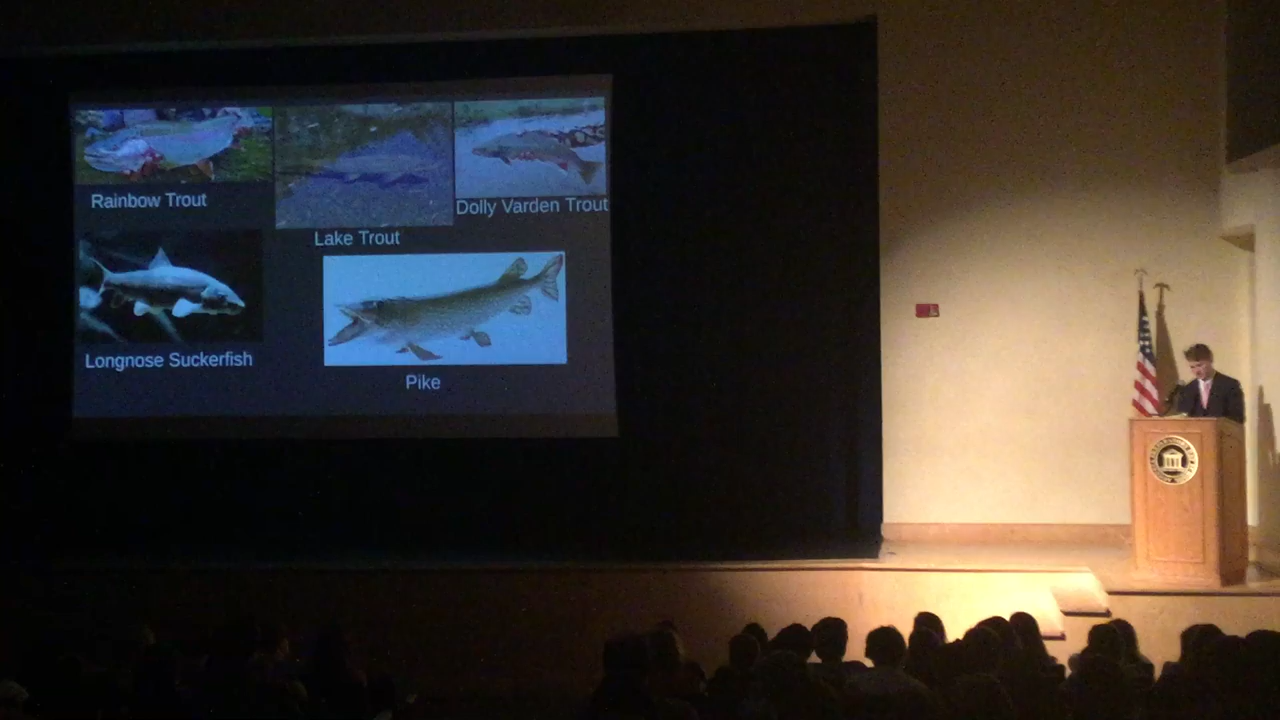 Rainbow Trout
Lake Trout
Dolly Varden Trout
Longnose Suckerfish
Pike